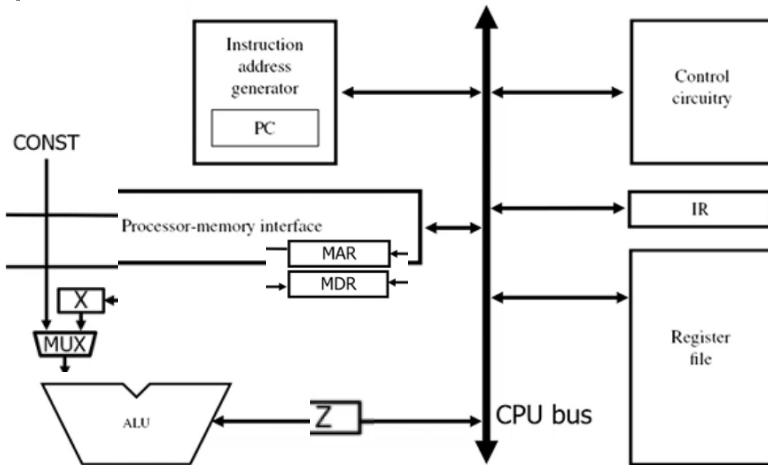 Instruction
address
generator
PC
Control
circuitry
CONST
IR
Processor-memory interface
MAR
MDR
X
MUX
Register
file
ALU
Z
CPU bus